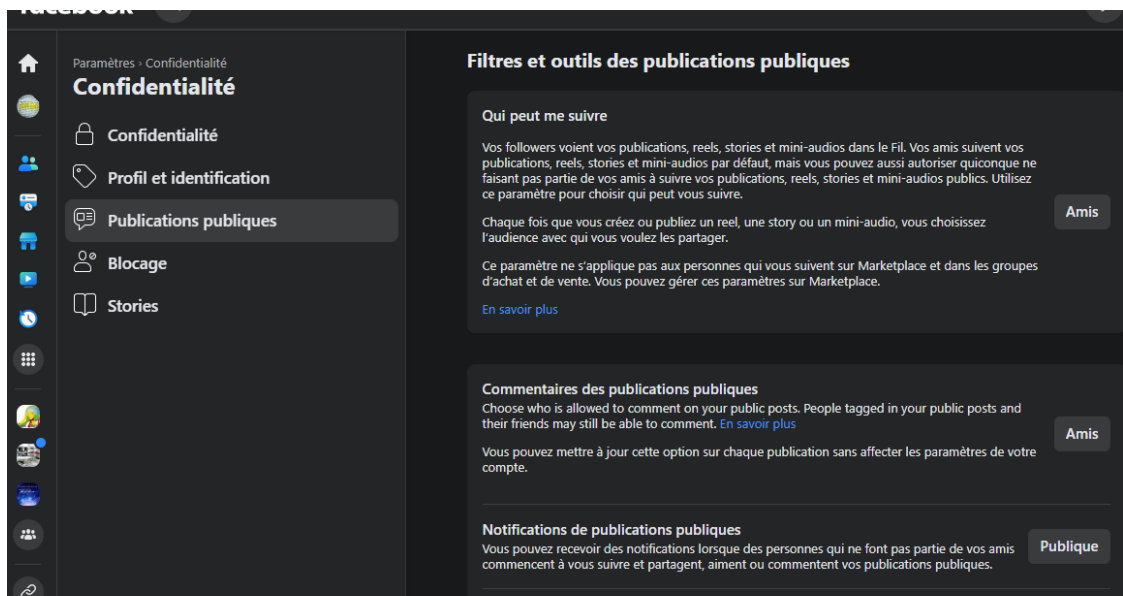 facebook
Paramètres › Confidentialité
Confidentialité
Confidentialité
Profil et identification
Publications publiques
Blocage
Stories
Filtres et outils des publications publiques
Qui peut me suivre
Vos followers voient vos publications, reels, stories et mini-audios dans le Fil. Vos amis suivent vos
publications, reels, stories et mini-audios par défaut, mais vous pouvez aussi autoriser quiconque ne
faisant pas partie de vos amis à suivre vos publications, reels, stories et mini-audios publics. Utilisez
ce paramètre pour choisir qui peut vous suivre.
Amis
Chaque fois que vous créez ou publiez un reel, une story ou un mini-audio, vous choisissez
l'audience avec qui vous voulez les partager.
Ce paramètre ne s'applique pas aux personnes qui vous suivent sur Marketplace et dans les groupes
d'achat et de vente. Vous pouvez gérer ces paramètres sur Marketplace.
En savoir plus
Commentaires des publications publiques
Choose who is allowed to comment on your public posts. People tagged in your public posts and
their friends may still be able to comment. En savoir plus
Amis
Vous pouvez mettre à jour cette option sur chaque publication sans affecter les paramètres de votre
compte.
Notifications de publications publiques
Vous pouvez recevoir des notifications lorsque des personnes qui ne font pas partie de vos amis
commencent à vous suivre et partagent, aiment ou commentent vos publications publiques.
Publique